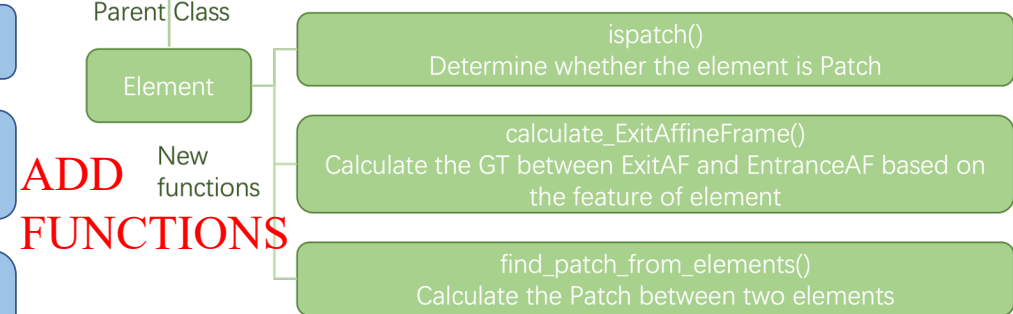 Parent Class
Element
ispatch()
Determine whether the element is Patch
calculate_ExitAffineFrame()
Calculate the GT between ExitAF and EntranceAF based on
the feature of element
ADD
FUNCTIONS
New
functions
find_patch_from_elements()
Calculate the Patch between two elements